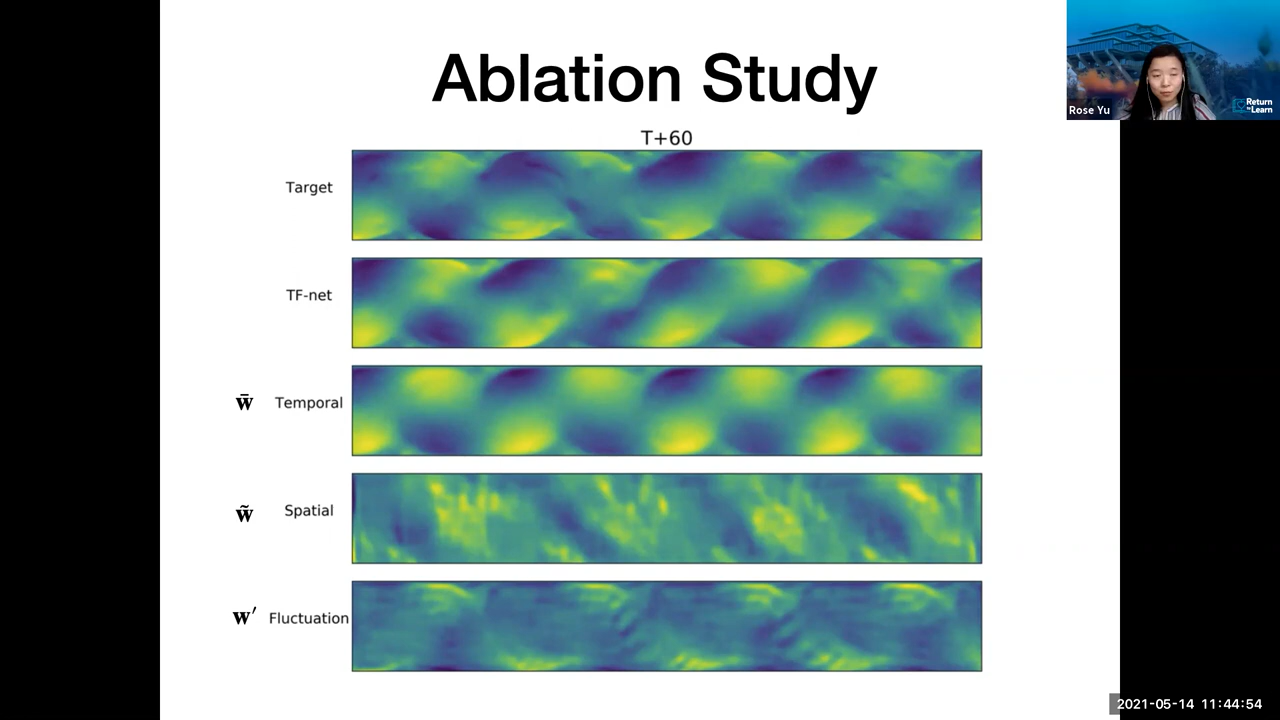 Ablation Study
T+60
Target
TF-net
w̄ Temporal
w̃ Spatial
w′ Fluctuation
Rose Yu
Return
to Learn
2021-05-14 11:44:54